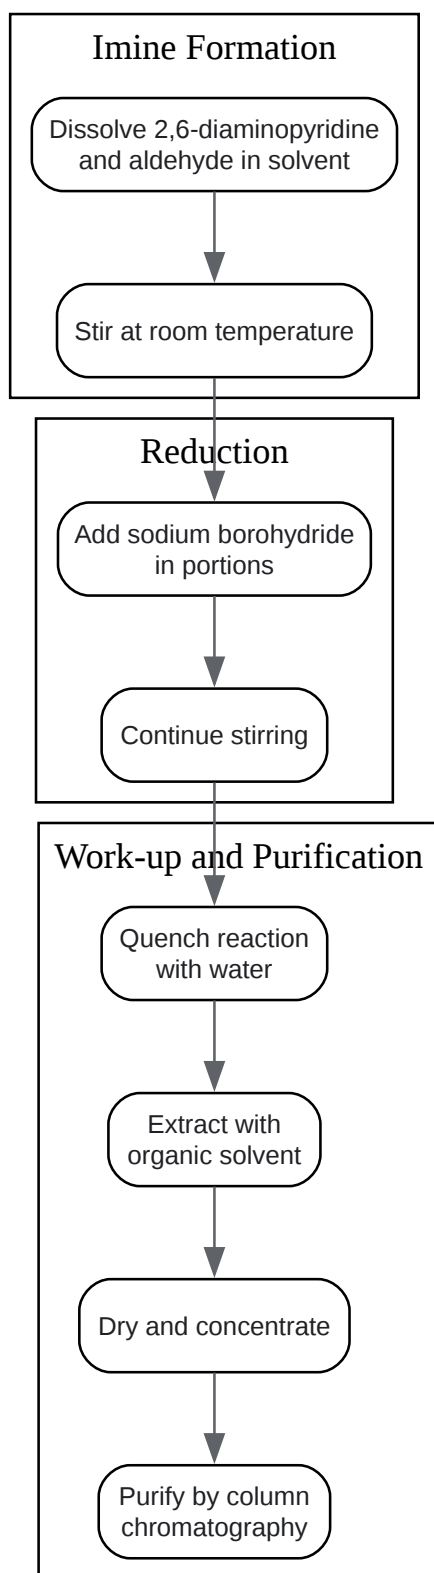 Imine Formation
Dissolve 2,6-diaminopyridine
and aldehyde in solvent
Stir at room temperature
Reduction
Add sodium borohydride
in portions
Continue stirring
Work-up and Purification
Quench reaction
with water
Extract with
organic solvent
Dry and concentrate
Purify by column
chromatography